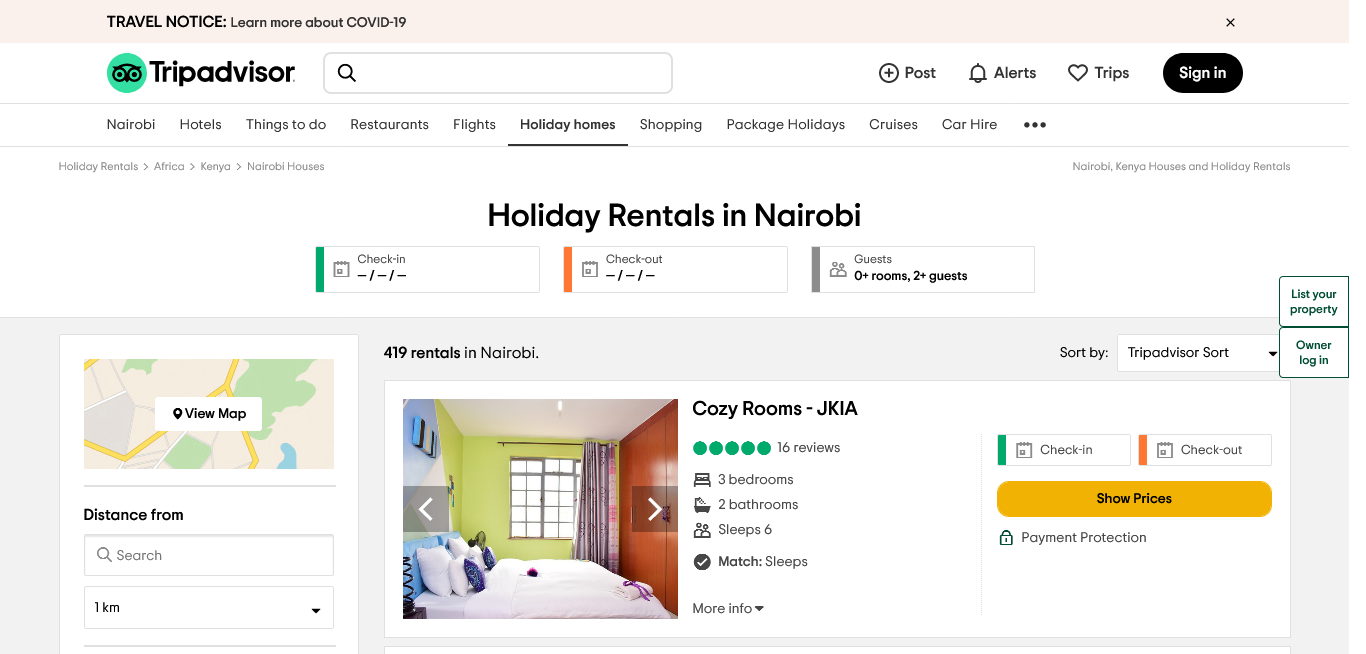 TRAVEL NOTICE: Learn more about COVID-19
Tripadvisor
Post
Alerts
Trips
Sign in
Nairobi
Hotels
Things to do
Restaurants
Flights
Holiday homes
Shopping
Package Holidays
Cruises
Car Hire
Holiday Rentals > Africa > Kenya > Nairobi Houses
Nairobi, Kenya Houses and Holiday Rentals
Holiday Rentals in Nairobi
Check-in
– / – / –
Check-out
– / – / –
Guests
0+ rooms, 2+ guests
List your
property
Owner
log in
View Map
Distance from
Search
1 km
419 rentals in Nairobi.
Sort by:
Tripadvisor Sort
Cozy Rooms - JKIA
16 reviews
3 bedrooms
2 bathrooms
Sleeps 6
Match: Sleeps
More info
Check-in
Check-out
Show Prices
Payment Protection